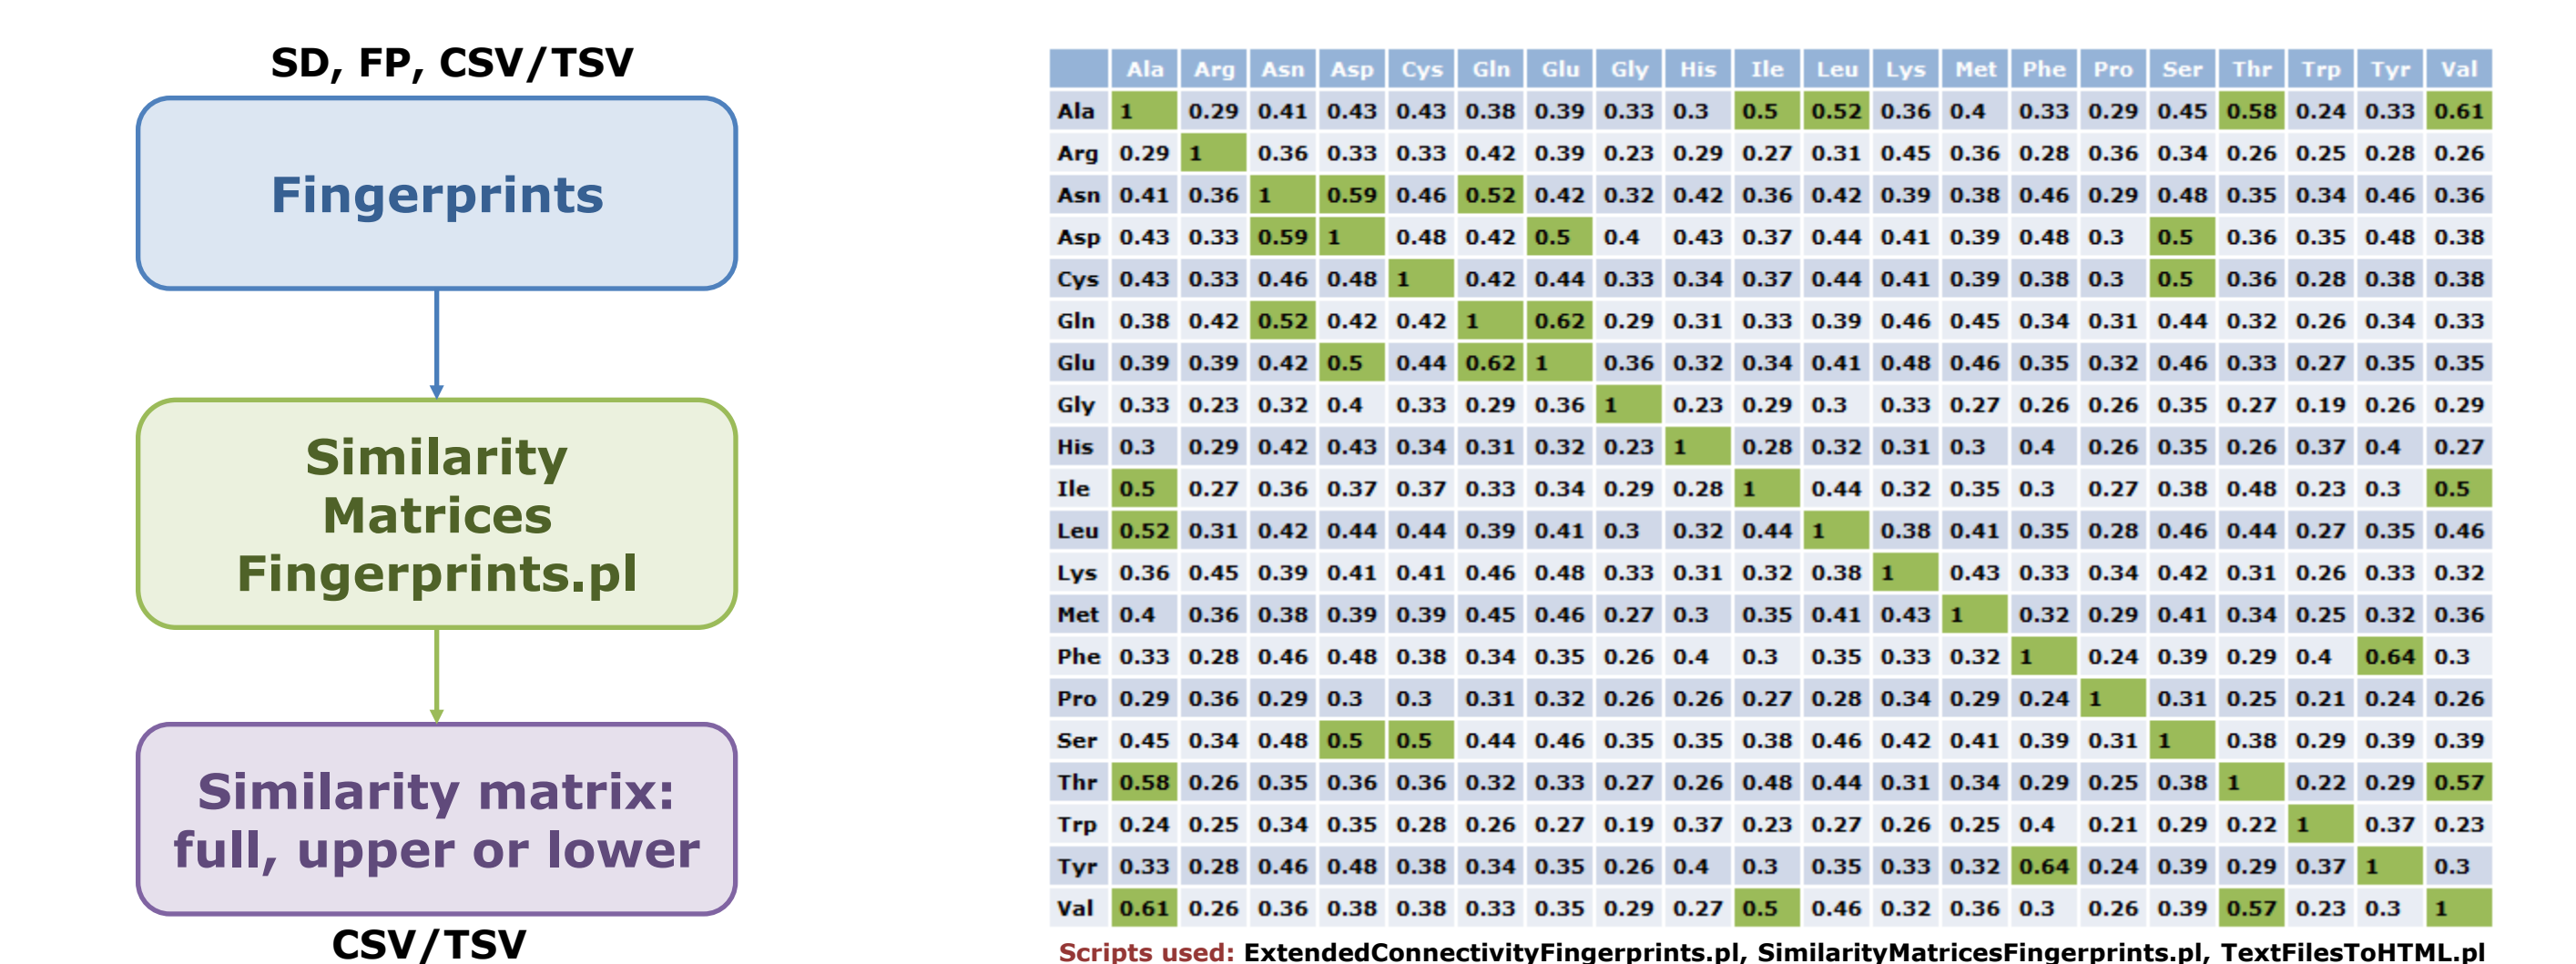 SD, FP, CSV/TSV
Fingerprints
Similarity
Matrices
Fingerprints.pl
Similarity matrix:
full, upper or lower
CSV/TSV
Ala Arg Asn Asp Cys Gln Glu Gly His Ile Leu Lys Met Phe Pro Ser Thr Trp Tyr Val
Ala 1 0.29 0.41 0.43 0.43 0.38 0.39 0.33 0.3 0.5 0.52 0.36 0.4 0.33 0.29 0.45 0.58 0.24 0.33 0.61
Arg 0.29 1 0.36 0.33 0.33 0.42 0.39 0.23 0.29 0.27 0.31 0.45 0.36 0.28 0.36 0.34 0.26 0.25 0.28 0.26
Asn 0.41 0.36 1 0.59 0.46 0.52 0.42 0.32 0.42 0.36 0.42 0.39 0.38 0.46 0.29 0.48 0.35 0.34 0.46 0.36
Asp 0.43 0.33 0.59 1 0.48 0.42 0.5 0.4 0.43 0.37 0.44 0.41 0.39 0.48 0.3 0.5 0.36 0.35 0.48 0.38
Cys 0.43 0.33 0.46 0.48 1 0.42 0.44 0.33 0.34 0.37 0.44 0.41 0.39 0.38 0.3 0.5 0.36 0.28 0.38 0.38
Gln 0.38 0.42 0.52 0.42 0.42 1 0.62 0.29 0.31 0.33 0.39 0.46 0.45 0.34 0.31 0.44 0.32 0.26 0.34 0.33
Glu 0.39 0.39 0.42 0.5 0.44 0.62 1 0.36 0.32 0.34 0.41 0.48 0.46 0.35 0.32 0.46 0.33 0.27 0.35 0.35
Gly 0.33 0.23 0.32 0.4 0.33 0.29 0.36 1 0.23 0.29 0.3 0.33 0.27 0.26 0.26 0.35 0.27 0.19 0.26 0.29
His 0.3 0.29 0.42 0.43 0.34 0.31 0.32 0.23 1 0.28 0.32 0.31 0.3 0.4 0.26 0.35 0.26 0.37 0.4 0.27
Ile 0.5 0.27 0.36 0.37 0.37 0.33 0.34 0.29 0.28 1 0.44 0.32 0.35 0.3 0.27 0.38 0.48 0.23 0.3 0.5
Leu 0.52 0.31 0.42 0.44 0.44 0.39 0.41 0.3 0.32 0.44 1 0.38 0.41 0.35 0.28 0.46 0.44 0.27 0.35 0.46
Lys 0.36 0.45 0.39 0.41 0.41 0.46 0.48 0.33 0.31 0.32 0.38 1 0.43 0.33 0.34 0.42 0.31 0.26 0.33 0.32
Met 0.4 0.36 0.38 0.39 0.39 0.45 0.46 0.27 0.3 0.35 0.41 0.43 1 0.32 0.29 0.41 0.34 0.25 0.32 0.36
Phe 0.33 0.28 0.46 0.48 0.38 0.34 0.35 0.26 0.4 0.3 0.35 0.33 0.32 1 0.24 0.39 0.29 0.4 0.64 0.3
Pro 0.29 0.36 0.29 0.3 0.3 0.31 0.32 0.26 0.26 0.27 0.28 0.34 0.29 0.24 1 0.31 0.25 0.21 0.24 0.26
Ser 0.45 0.34 0.48 0.5 0.5 0.44 0.46 0.35 0.35 0.38 0.46 0.42 0.41 0.39 0.31 1 0.38 0.29 0.39 0.39
Thr 0.58 0.26 0.35 0.36 0.36 0.32 0.33 0.27 0.26 0.48 0.44 0.31 0.34 0.29 0.25 0.38 1 0.22 0.29 0.57
Trp 0.24 0.25 0.34 0.35 0.28 0.26 0.27 0.19 0.37 0.23 0.27 0.26 0.25 0.4 0.21 0.29 0.22 1 0.37 0.23
Tyr 0.33 0.28 0.46 0.48 0.38 0.34 0.35 0.26 0.4 0.3 0.35 0.33 0.32 0.64 0.24 0.39 0.29 0.37 1 0.3
Val 0.61 0.26 0.36 0.38 0.38 0.33 0.35 0.29 0.27 0.5 0.46 0.32 0.36 0.3 0.26 0.39 0.57 0.23 0.3 1
Scripts used: ExtendedConnectivityFingerprints.pl, SimilarityMatricesFingerprints.pl, TextFilesToHTML.pl